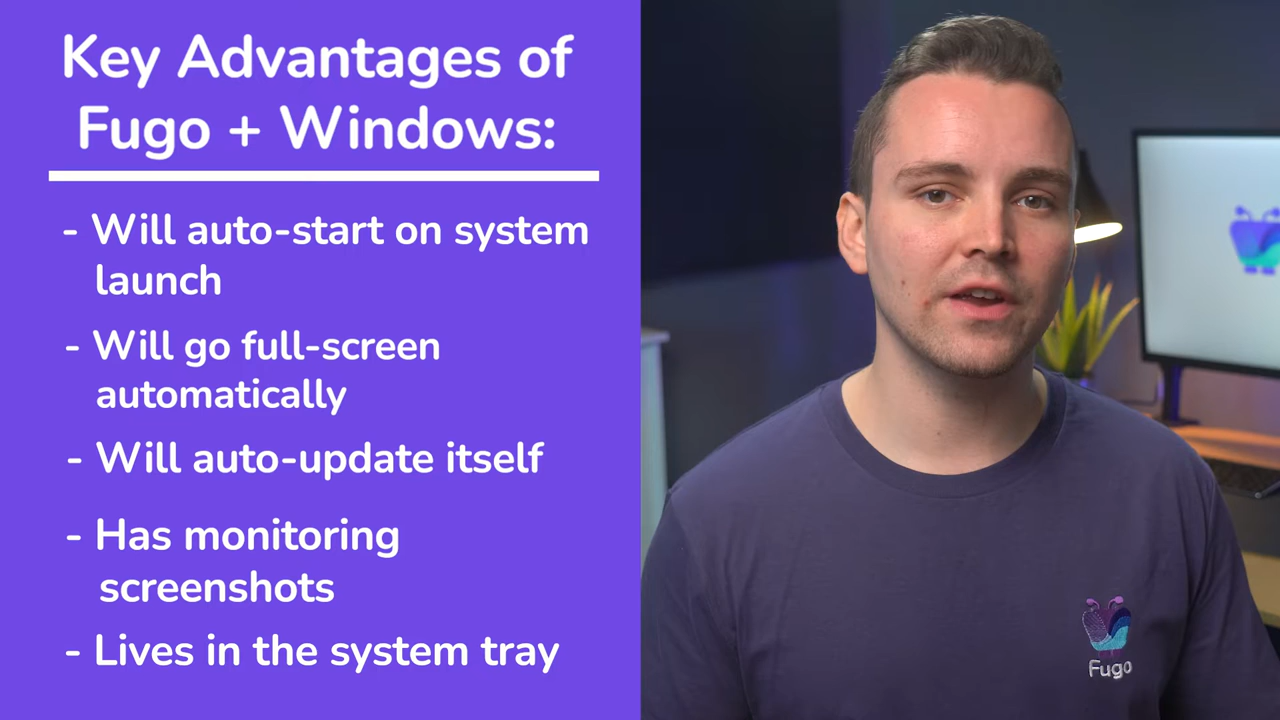 Key Advantages of
Fugo + Windows:
- Will auto-start on system
launch
- Will go full-screen
automatically
- Will auto-update itself
- Has monitoring
screenshots
- Lives in the system tray
Fugo